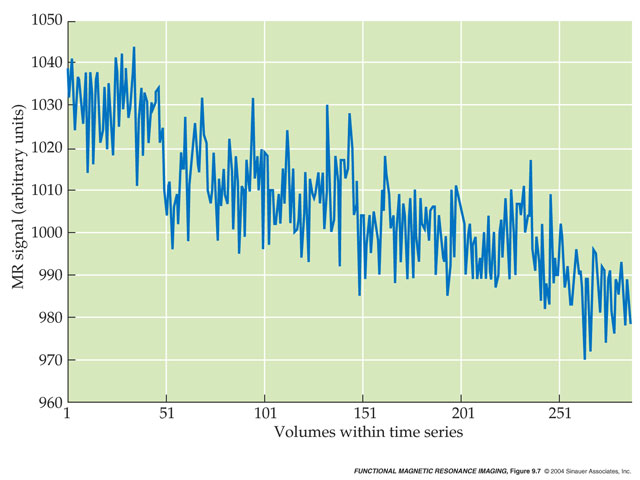 1050
1040
1030
1020
1010
1000
990
980
970
960
MR signal (arbitrary units)
1 51 101 151 201 251
Volumes within time series
FUNCTIONAL MAGNETIC RESONANCE IMAGING, Figure 9.7 © 2004 Sinauer Associates, Inc.